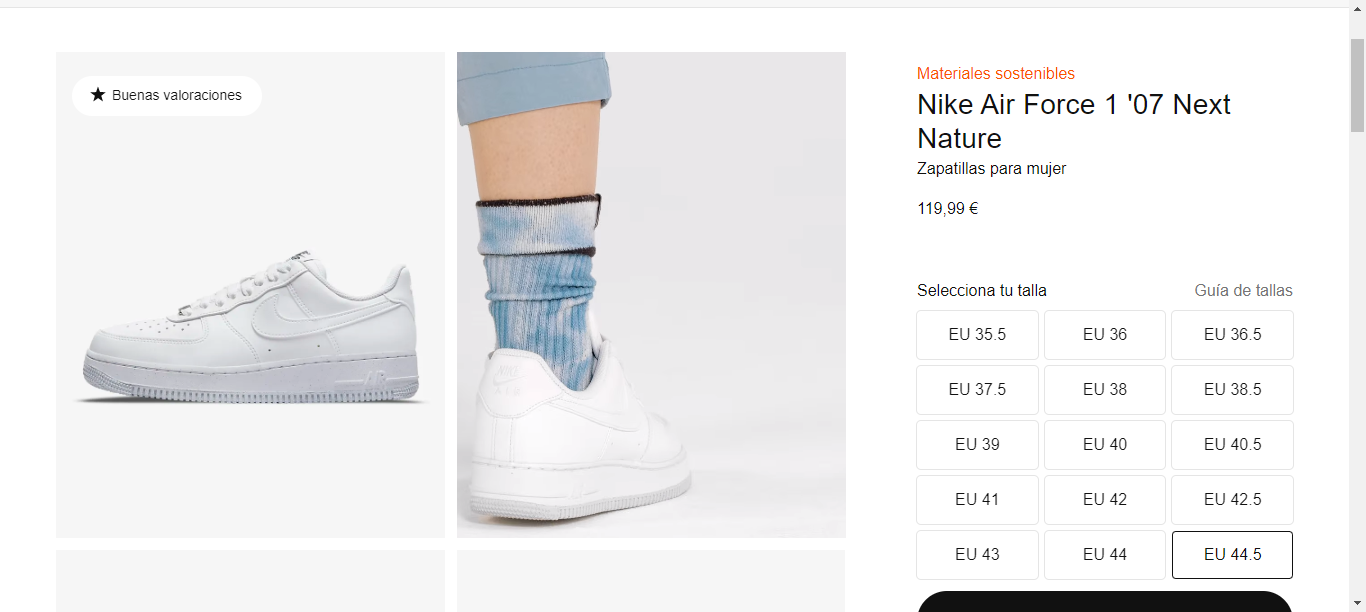 Buenas valoraciones
Materiales sostenibles
Nike Air Force 1 '07 Next
Nature
Zapatillas para mujer
119,99 €
Selecciona tu talla
Guía de tallas
EU 35.5
EU 36
EU 36.5
EU 37.5
EU 38
EU 38.5
EU 39
EU 40
EU 40.5
EU 41
EU 42
EU 42.5
EU 43
EU 44
EU 44.5
NIKE
AIR